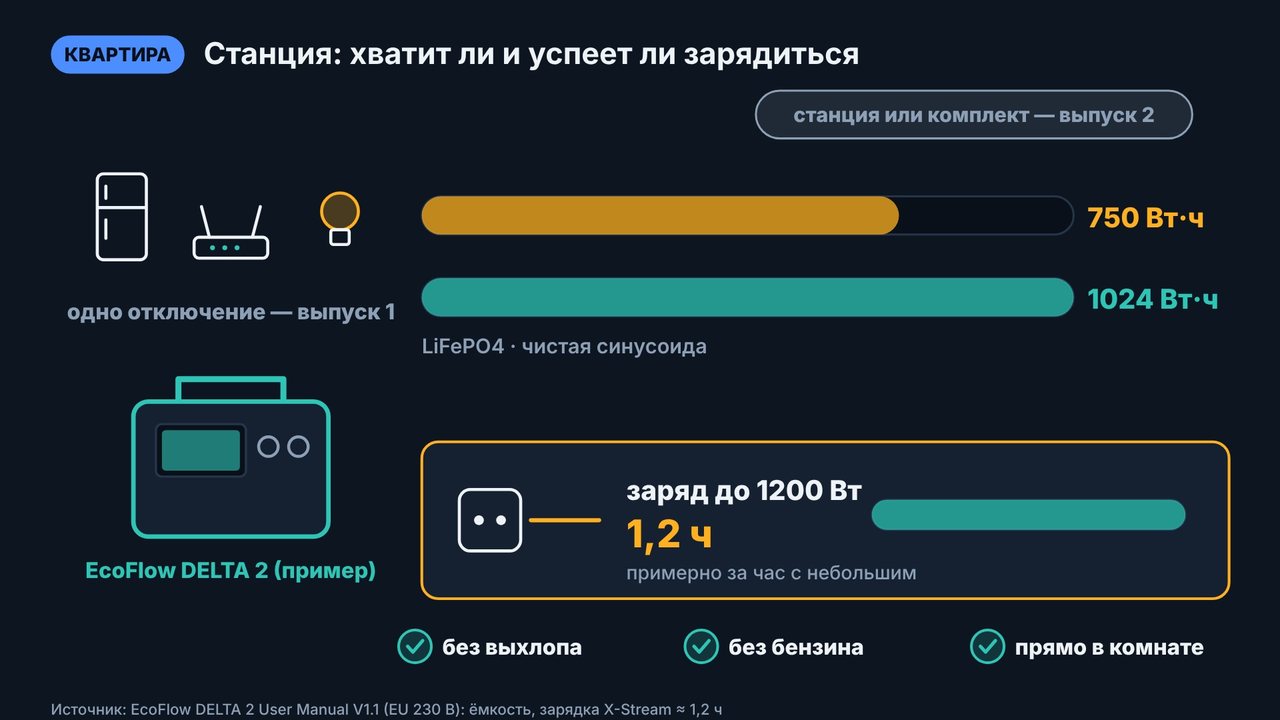 КВАРТИРА
Станция: хватит ли и успеет ли зарядиться
станция или комплект — выпуск 2
750 Вт·ч
1024 Вт·ч
одно отключение — выпуск 1
LiFePO4 · чистая синусоида
заряд до 1200 Вт
1,2 ч
примерно за час с небольшим
EcoFlow DELTA 2 (пример)
без выхлопа
без бензина
прямо в комнате
Источник: EcoFlow DELTA 2 User Manual V1.1 (EU 230 В): ёмкость, зарядка X-Stream ≈ 1,2 ч